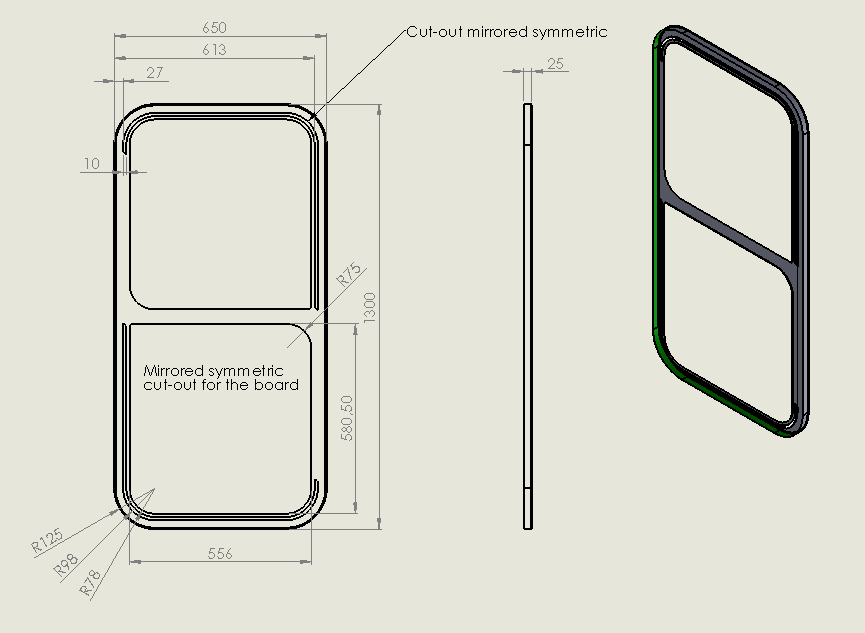 650
Cut-out mirrored symmetric
613
27
25
10
R75
1300
Mirrored symmetric
cut-out for the board
580,50
R125
R98
R78
556